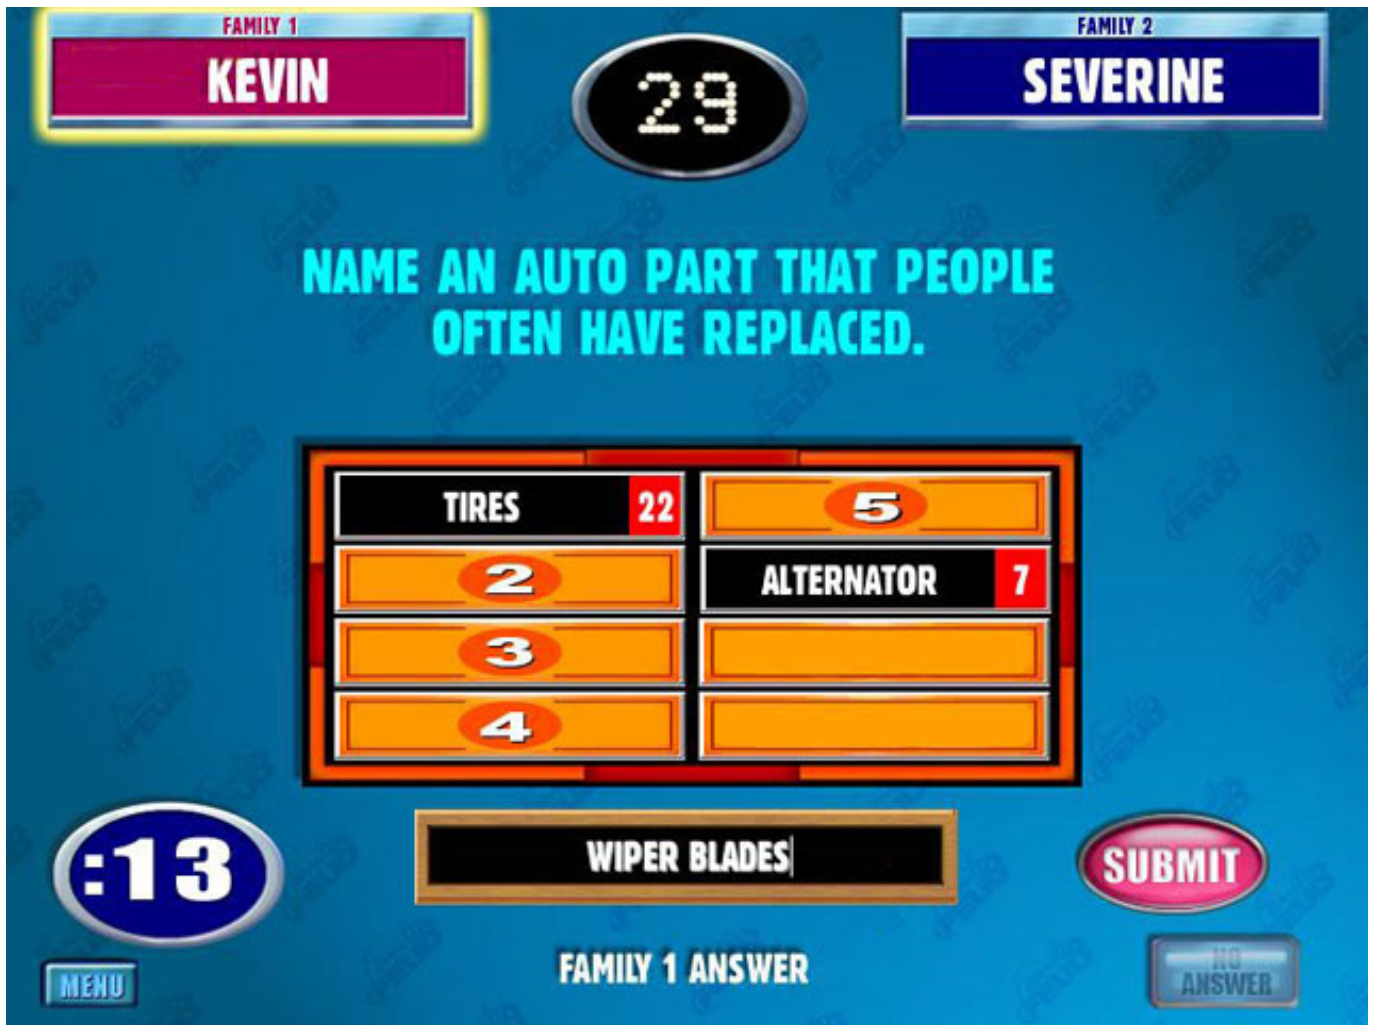 FAMILY 1
KEVIN
29
FAMILY 2
SEVERINE
NAME AN AUTO PART THAT PEOPLE
OFTEN HAVE REPLACED.
TIRES 22
2
3
4
5
ALTERNATOR 7
:13
WIPER BLADES
SUBMIT
MENU
FAMILY 1 ANSWER
NO
ANSWER